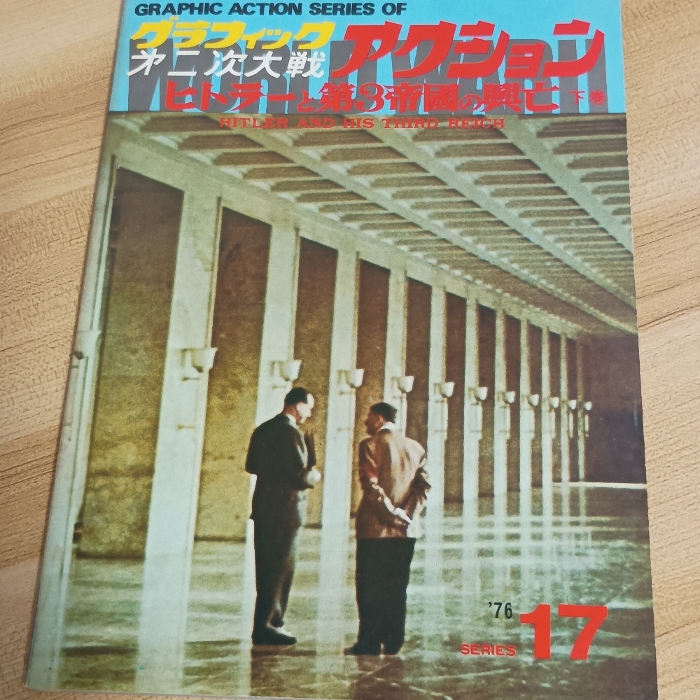 GRAPHIC ACTION SERIES OF
グラフィック
アクション
第二次大戦
ヒトラーと第3帝國の興亡 下巻
HITLER AND HIS THIRD REICH
'76
SERIES 17